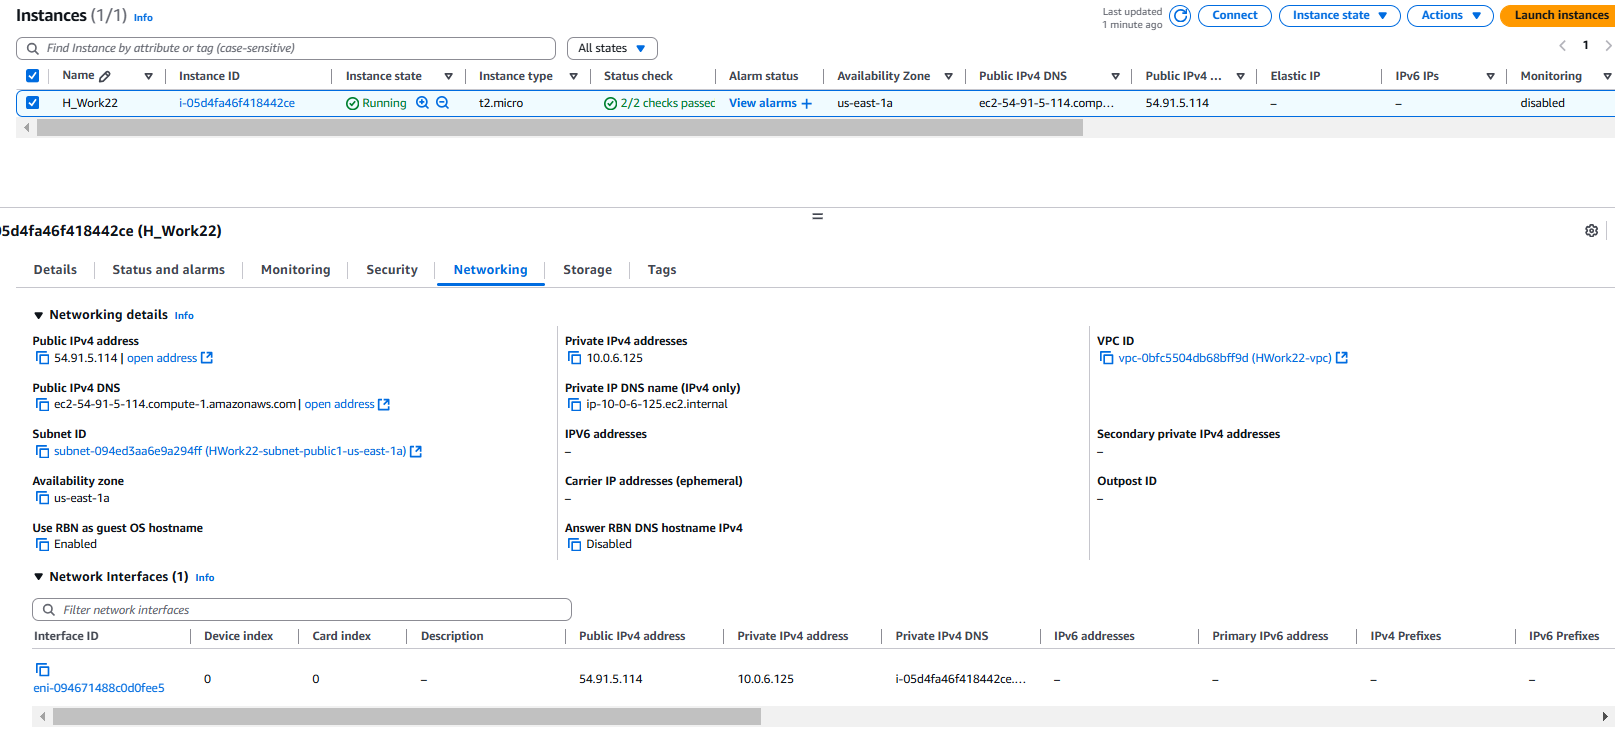 Instances (1/1) Info
Last updated
1 minute ago
Connect
Instance state
Actions
Launch instances
Find Instance by attribute or tag (case-sensitive)
All states
1
Name Instance ID Instance state Instance type Status check Alarm status Availability Zone Public IPv4 DNS Public IPv4 ... Elastic IP IPv6 IPs Monitoring
H_Work22 i-05d4fa46f418442ce Running t2.micro 2/2 checks passed View alarms + us-east-1a ec2-54-91-5-114.comp... 54.91.5.114 – – disabled
05d4fa46f418442ce (H_Work22)
Details Status and alarms Monitoring Security Networking Storage Tags
Networking details Info
Public IPv4 address
54.91.5.114 | open address
Private IPv4 addresses
10.0.6.125
VPC ID
vpc-0bfc5504db68bff9d (HWork22-vpc)
Public IPv4 DNS
ec2-54-91-5-114.compute-1.amazonaws.com | open address
Private IP DNS name (IPv4 only)
ip-10-0-6-125.ec2.internal
Subnet ID
subnet-094ed3aa6e9a294ff (HWork22-subnet-public1-us-east-1a)
IPV6 addresses
–
Secondary private IPv4 addresses
–
Availability zone
us-east-1a
Carrier IP addresses (ephemeral)
–
Outpost ID
–
Use RBN as guest OS hostname
Enabled
Answer RBN DNS hostname IPv4
Disabled
Network Interfaces (1) Info
Filter network interfaces
Interface ID Device index Card index Description Public IPv4 address Private IPv4 address Private IPv4 DNS IPv6 addresses Primary IPv6 address IPv4 Prefixes IPv6 Prefixes
eni-094671488c0d0fee5 0 0 – 54.91.5.114 10.0.6.125 i-05d4fa46f418442ce.... – – – –